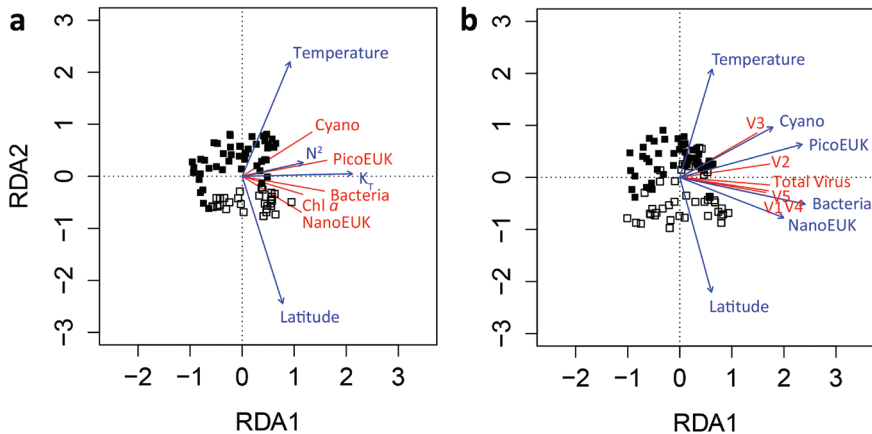 a
RDA2
3
2
1
0
−1
−2
−3
Temperature
Cyano
N²
PicoEUK
K_T
Bacteria
Chl a
NanoEUK
Latitude
−2 −1 0 1 2 3
RDA1
b
3
2
1
0
−1
−2
−3
Temperature
V3
Cyano
PicoEUK
V2
Total Virus
V5
Bacteria
V1 V4
NanoEUK
Latitude
−2 −1 0 1 2 3
RDA1